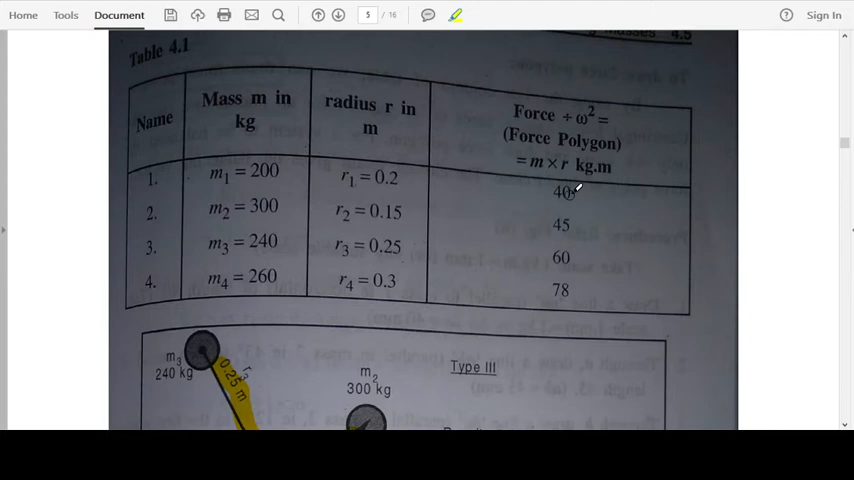 Home Tools Document 5 / 16 Sign In
g Masses 4.5
Table 4.1
Name Mass m in kg radius r in m Force ÷ ω² = (Force Polygon) = m × r kg.m
1. m₁ = 200 r₁ = 0.2 40
2. m₂ = 300 r₂ = 0.15 45
3. m₃ = 240 r₃ = 0.25 60
4. m₄ = 260 r₄ = 0.3 78
m₃
240 kg
0.25 m
r₃
m₂
300 kg
Type III